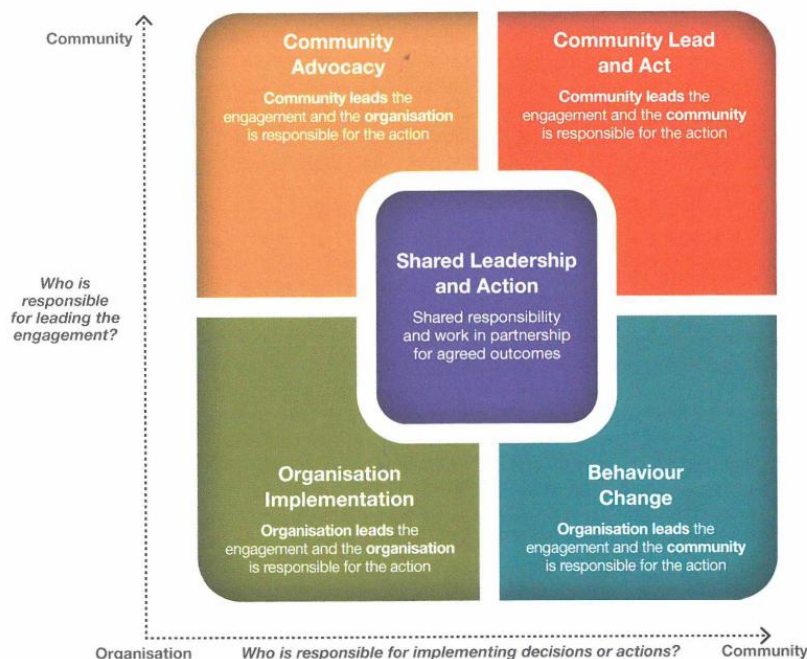 Community
Community
Advocacy
Community leads the
engagement and the organisation
is responsible for the action
Community Lead
and Act
Community leads the
engagement and the community
is responsible for the action
Who is
responsible
for leading the
engagement?
Shared Leadership
and Action
Shared responsibility
and work in partnership
for agreed outcomes
Organisation
Implementation
Organisation leads the
engagement and the organisation
is responsible for the action
Behaviour
Change
Organisation leads the
engagement and the community
is responsible for the action
Organisation
Who is responsible for implementing decisions or actions?
Community